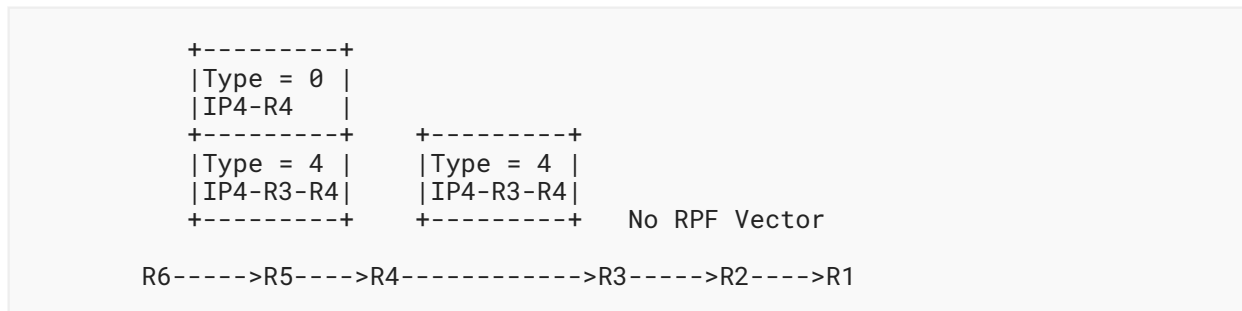 +---------+
|Type = 0 |
|IP4-R4   |
+---------+    +---------+
|Type = 4 |    |Type = 4 |
|IP4-R3-R4|    |IP4-R3-R4|
+---------+    +---------+   No RPF Vector
R6----->R5---->R4------------>R3----->R2---->R1